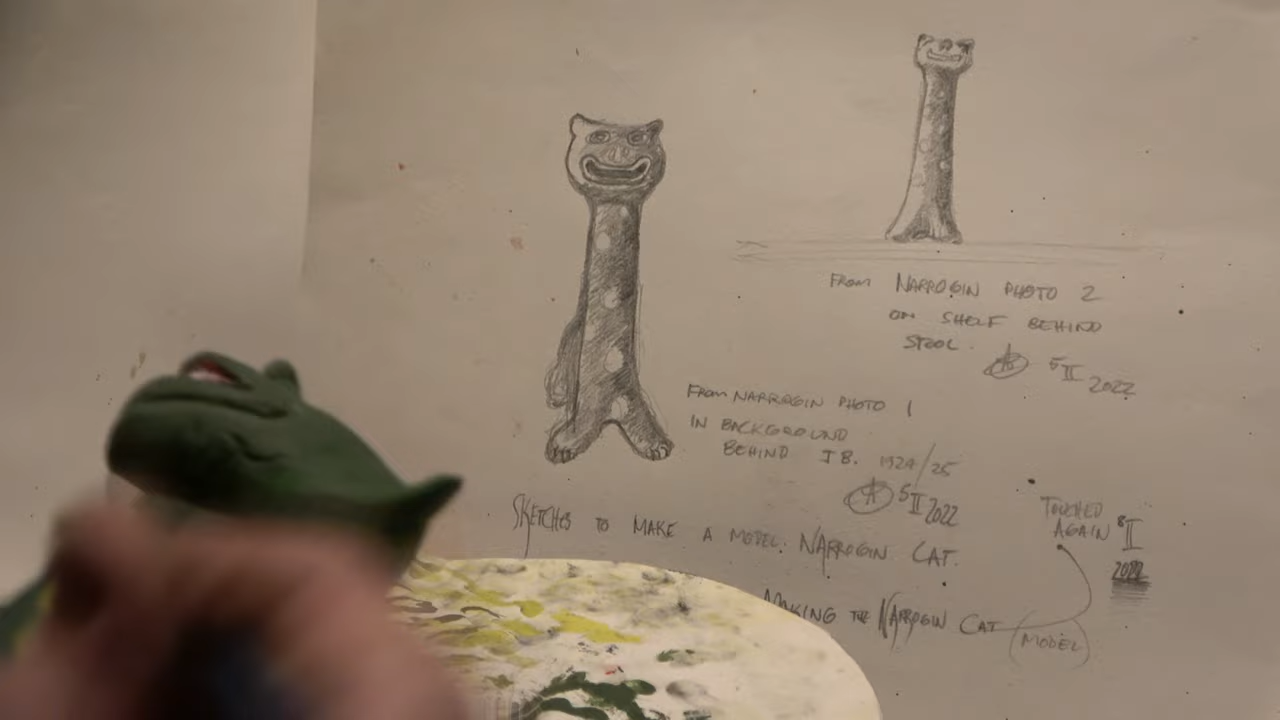 FROM NARROGIN PHOTO 2
ON SHELF BEHIND
STOOL.
5 II 2022
FROM NARROGIN PHOTO 1
IN BACKGROUND
BEHIND J B. 1924/25
5 II 2022
SKETCHES TO MAKE A MODEL. NARROGIN CAT.
TOUCHED
AGAIN 8 II
2022
MAKING THE NARROGIN CAT (MODEL)